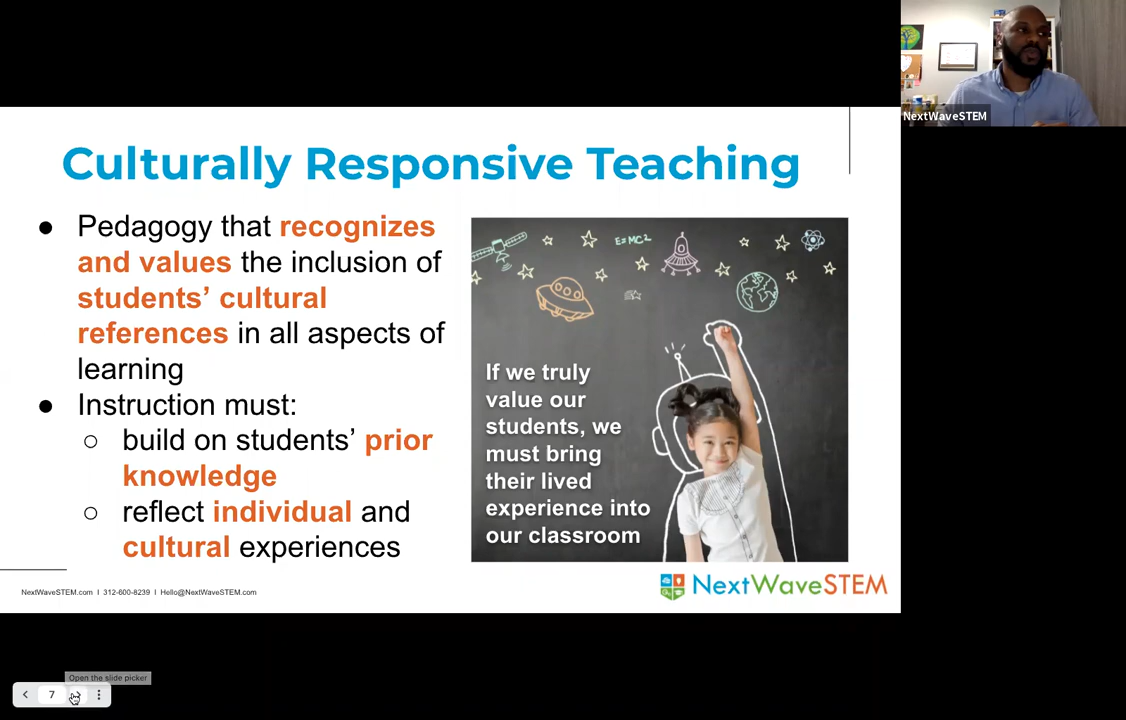 NextWaveSTEM
Culturally Responsive Teaching
● Pedagogy that recognizes
and values the inclusion of
students’ cultural
references in all aspects of
learning
● Instruction must:
○ build on students’ prior
knowledge
○ reflect individual and
cultural experiences
E=MC2
If we truly
value our
students, we
must bring
their lived
experience into
our classroom
NextWaveSTEM.com I 312-600-8239 I Hello@NextWaveSTEM.com
NextWaveSTEM
Open the slide picker
7